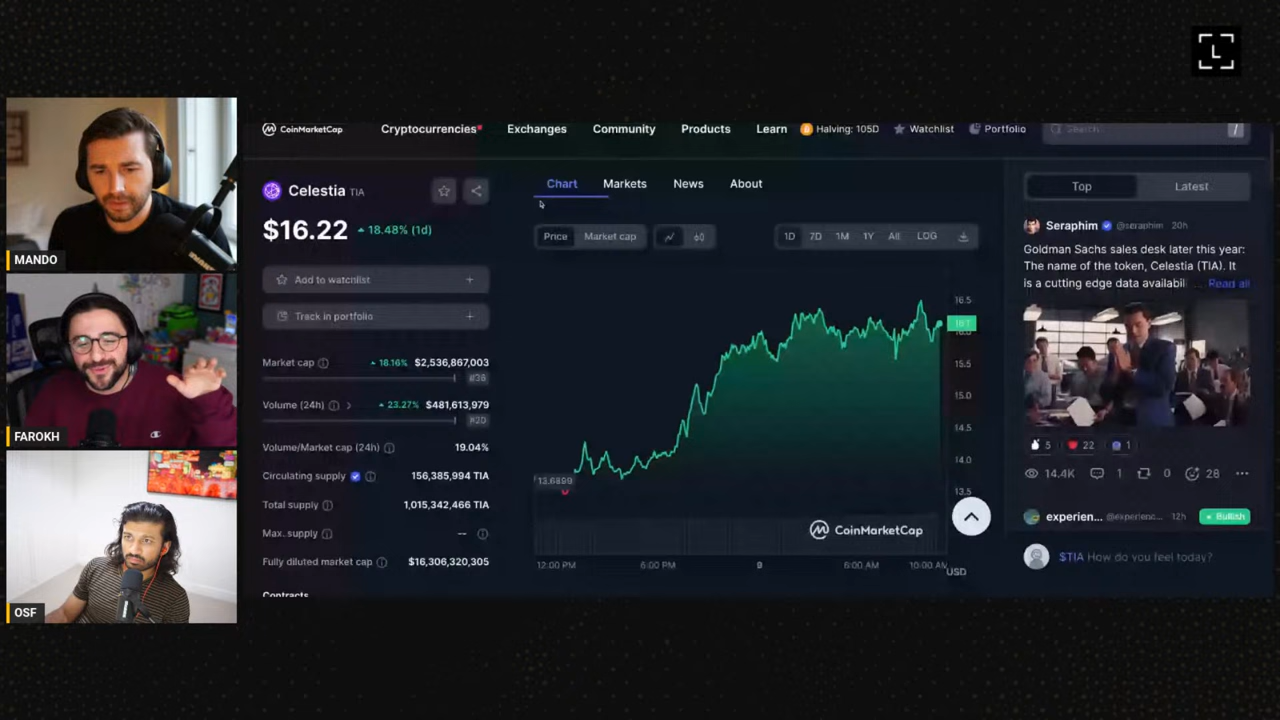 L
MANDO
FAROKH
OSF
CoinMarketCap
Cryptocurrencies Exchanges Community Products Learn Halving: 105D Watchlist Portfolio Search... /
Celestia TIA
$16.22 18.48% (1d)
Add to watchlist +
Track in portfolio +
Market cap 18.16% $2,536,867,003
#36
Volume (24h) 23.27% $481,613,979
#20
Volume/Market cap (24h) 19.04%
Circulating supply 156,385,994 TIA
Total supply 1,015,342,466 TIA
Max. supply --
Fully diluted market cap $16,306,320,305
Contracts
Chart Markets News About
Price Market cap
1D 7D 1M 1Y All LOG
16.5
16.0
15.5
15.0
14.5
14.0
13.5
13.6899
CoinMarketCap
12:00 PM 6:00 PM 9 6:00 AM 10:00 AM
USD
Top Latest
Seraphim @seraphim 20h
Goldman Sachs sales desk later this year:
The name of the token, Celestia (TIA). It
is a cutting edge data availabil ... Read all
5 22 1
14.4K 1 0 28
experien... @experienc... 12h Bullish
$TIA How do you feel today?